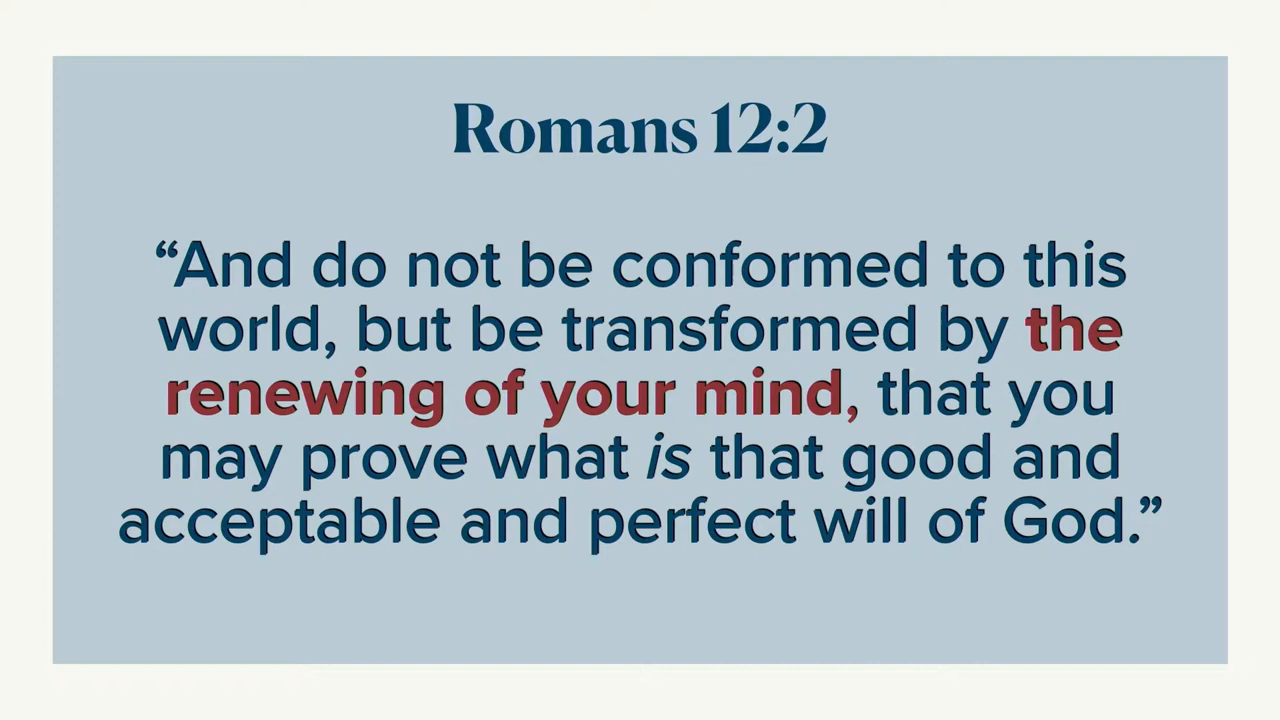 Romans 12:2
“And do not be conformed to this
world, but be transformed by the
renewing of your mind, that you
may prove what is that good and
acceptable and perfect will of God.”